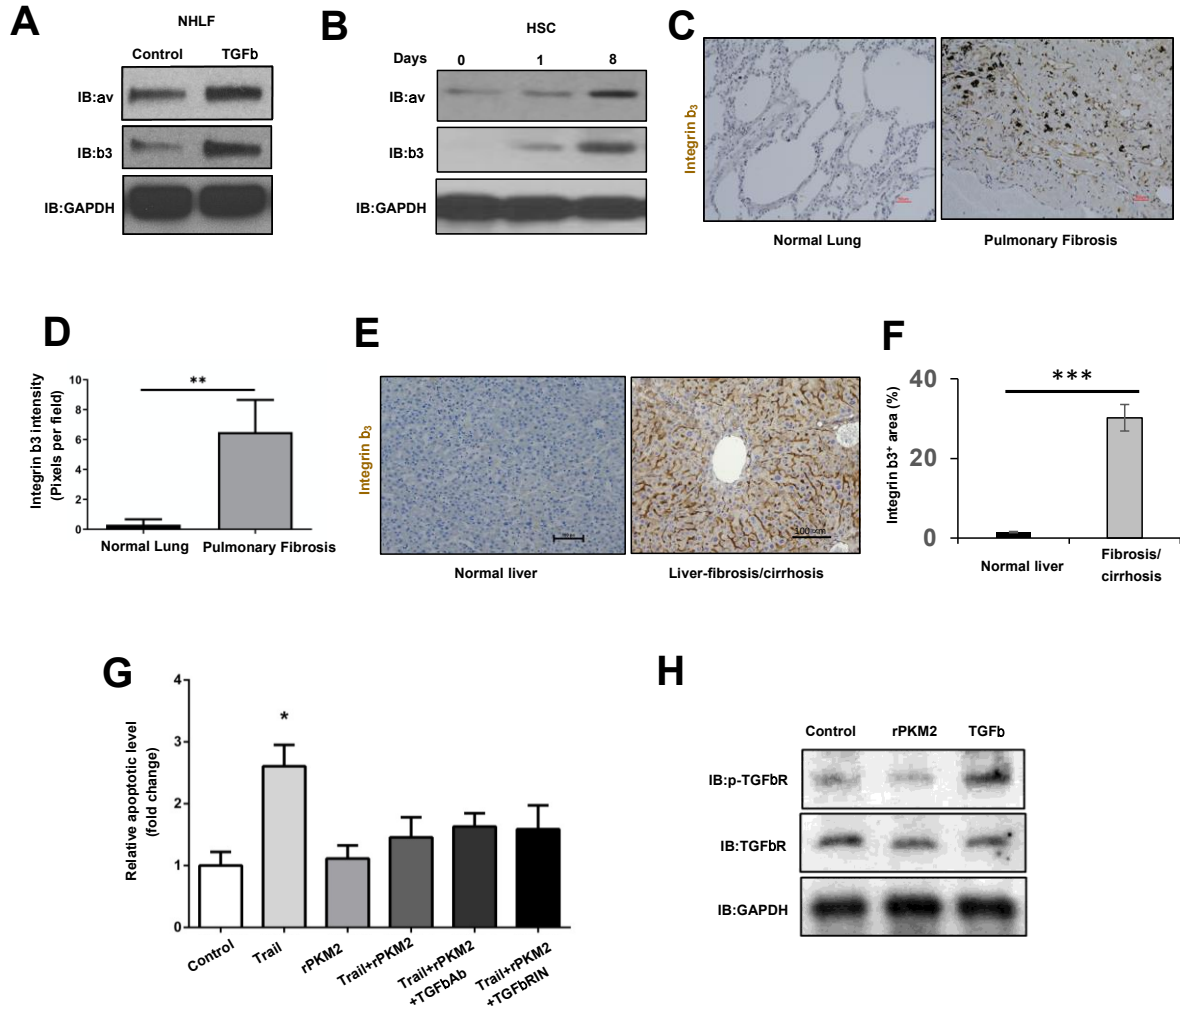 A
NHLF
Control TGFb
IB:av
IB:b3
IB:GAPDH
B
HSC
Days 0 1 8
IB:av
IB:b3
IB:GAPDH
C
Integrin b3
Normal Lung
Pulmonary Fibrosis
D
Integrin b3 intensity
(Pixels per field)
10
8
6
4
2
0
**
Normal Lung Pulmonary Fibrosis
E
Integrin b3
100 mm
Normal liver
Liver-fibrosis/cirrhosis
F
Integrin b3+ area (%)
40
20
0
***
Normal liver
Fibrosis/
cirrhosis
G
Relative apoptotic level
(fold change)
4
3
2
1
0
*
Control
Trail
rPKM2
Trail+rPKM2
Trail+rPKM2
+TGFbAb
Trail+rPKM2
+TGFbRIN
H
Control rPKM2 TGFb
IB:p-TGFbR
IB:TGFbR
IB:GAPDH